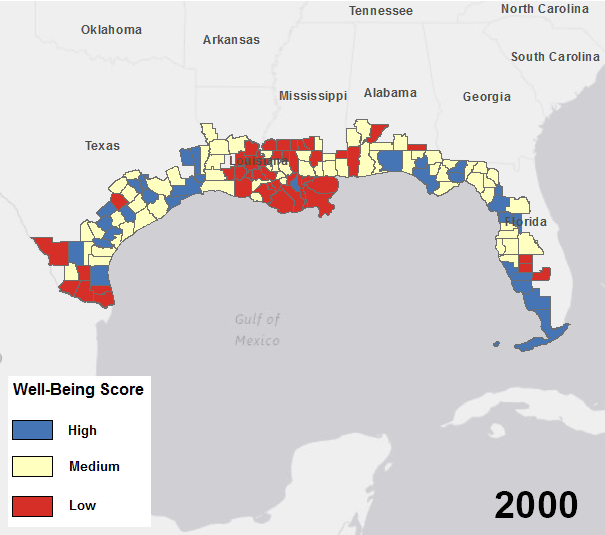 Tennessee
North Carolina
Oklahoma
Arkansas
South Carolina
Mississippi
Alabama
Georgia
Texas
Louisiana
Florida
Gulf of
Mexico
Well-Being Score
High
Medium
Low
2000